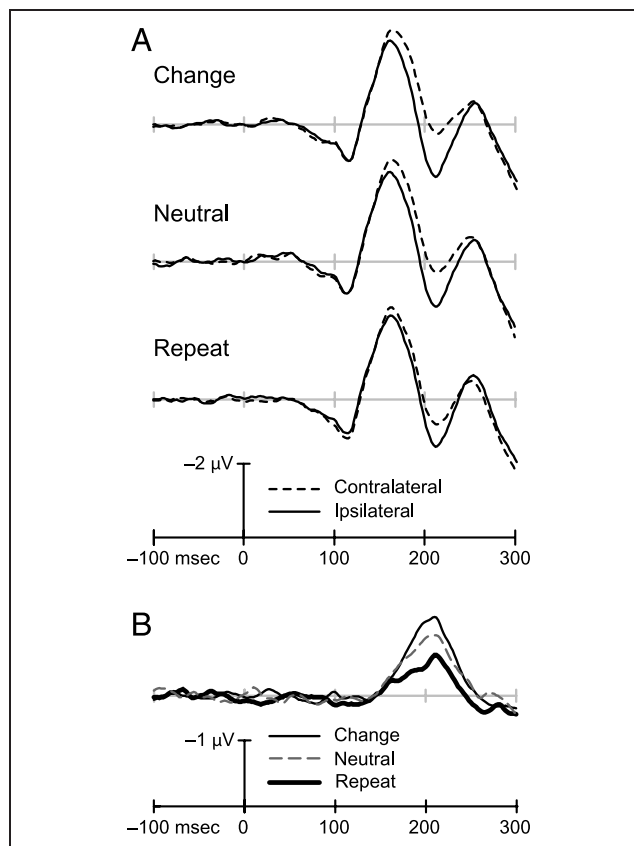 A
Change
Neutral
Repeat
–2 µV
Contralateral
Ipsilateral
–100 msec 0 100 200 300
B
–1 µV
Change
Neutral
Repeat
–100 msec 0 100 200 300